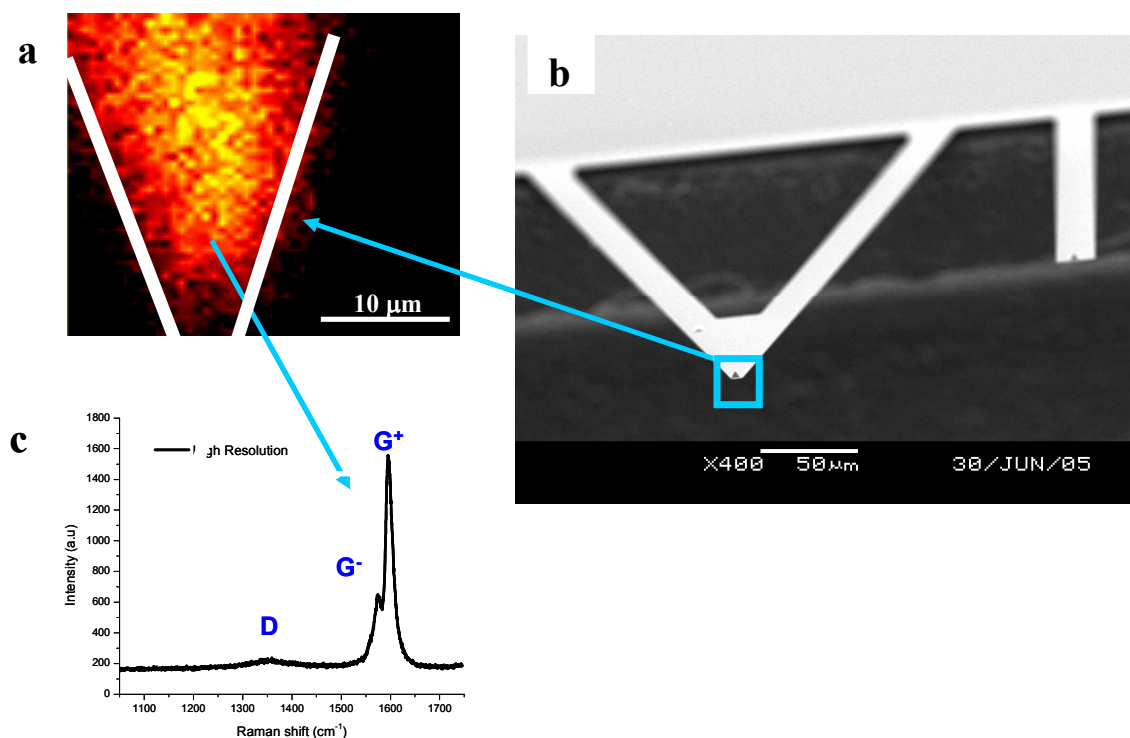 a
10 µm
b
X400 50µm 30/JUN/05
c
gh Resolution
G+
G-
D
Intensity (a.u)
1800
1600
1400
1200
1000
800
600
400
200
0
1100 1200 1300 1400 1500 1600 1700
Raman shift (cm-1)